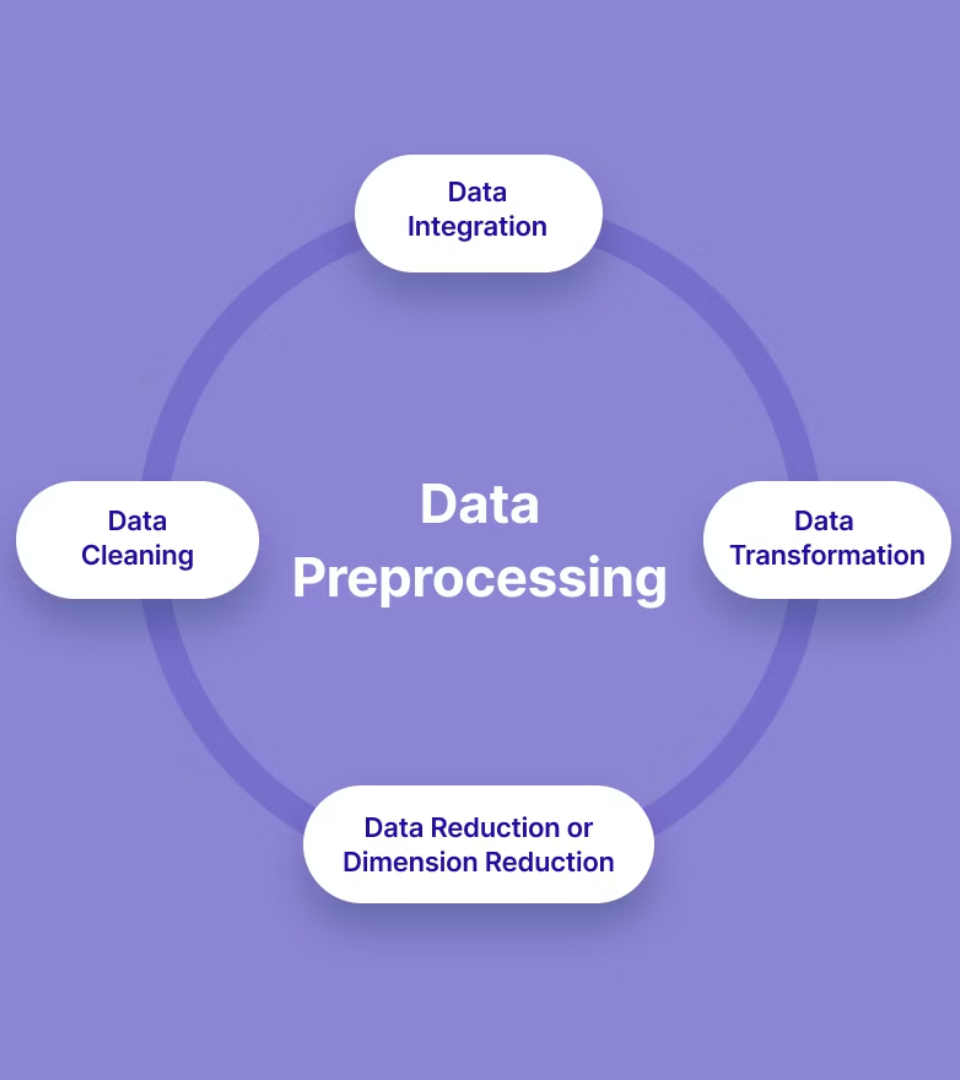 Data
Integration
Data
Cleaning
Data
Preprocessing
Data
Transformation
Data Reduction or
Dimension Reduction